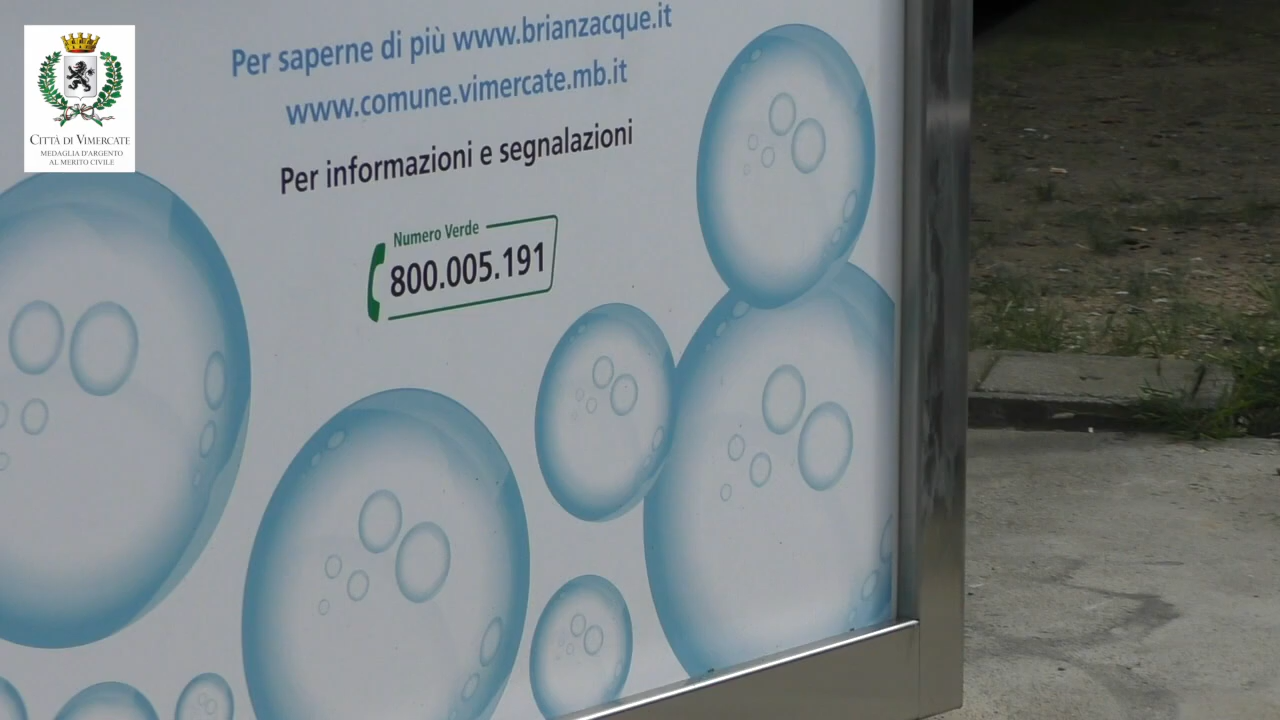 CITTÀ DI VIMERCATE
MEDAGLIA D'ARGENTO
AL MERITO CIVILE
Per saperne di più www.brianzacque.it
www.comune.vimercate.mb.it
Per informazioni e segnalazioni
Numero Verde
800.005.191